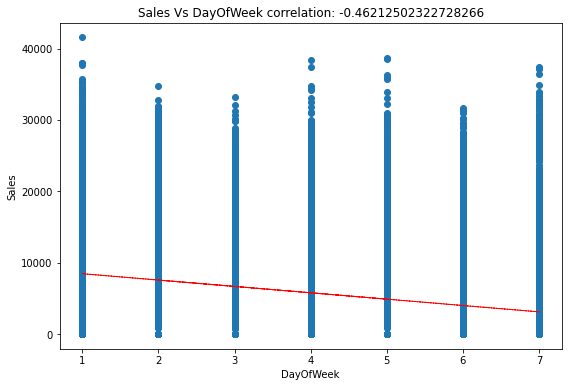 Sales Vs DayOfWeek correlation: -0.46212502322728266
40000
30000
20000
10000
0
Sales
1 2 3 4 5 6 7
DayOfWeek